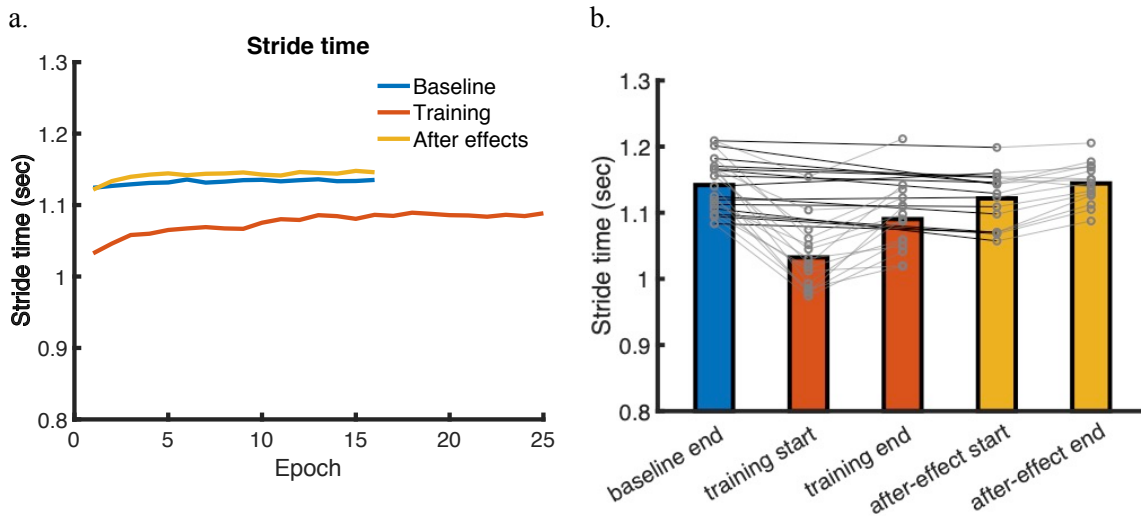 a.
Stride time
1.3
1.2
1.1
1
0.9
0.8
Stride time (sec)
Baseline
Training
After effects
0
5
10
15
20
25
Epoch
b.
1.3
1.2
1.1
1
0.9
0.8
Stride time (sec)
baseline end
training start
training end
after-effect start
after-effect end